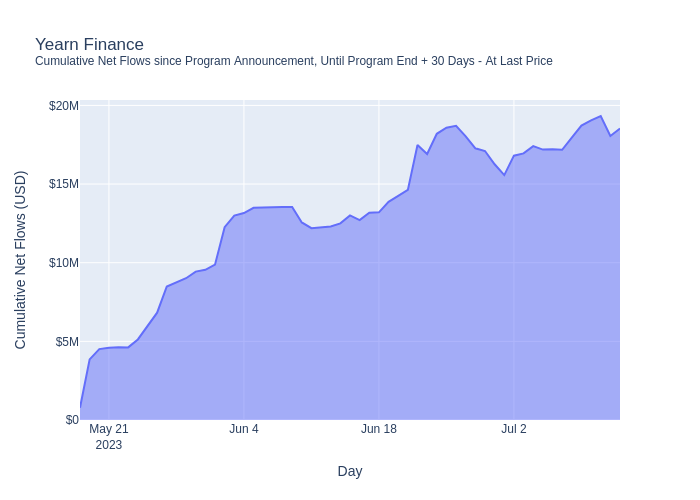 Yearn Finance
Cumulative Net Flows since Program Announcement, Until Program End + 30 Days - At Last Price
$20M
$15M
$10M
$5M
$0
Cumulative Net Flows (USD)
May 21
2023
Jun 4
Jun 18
Jul 2
Day